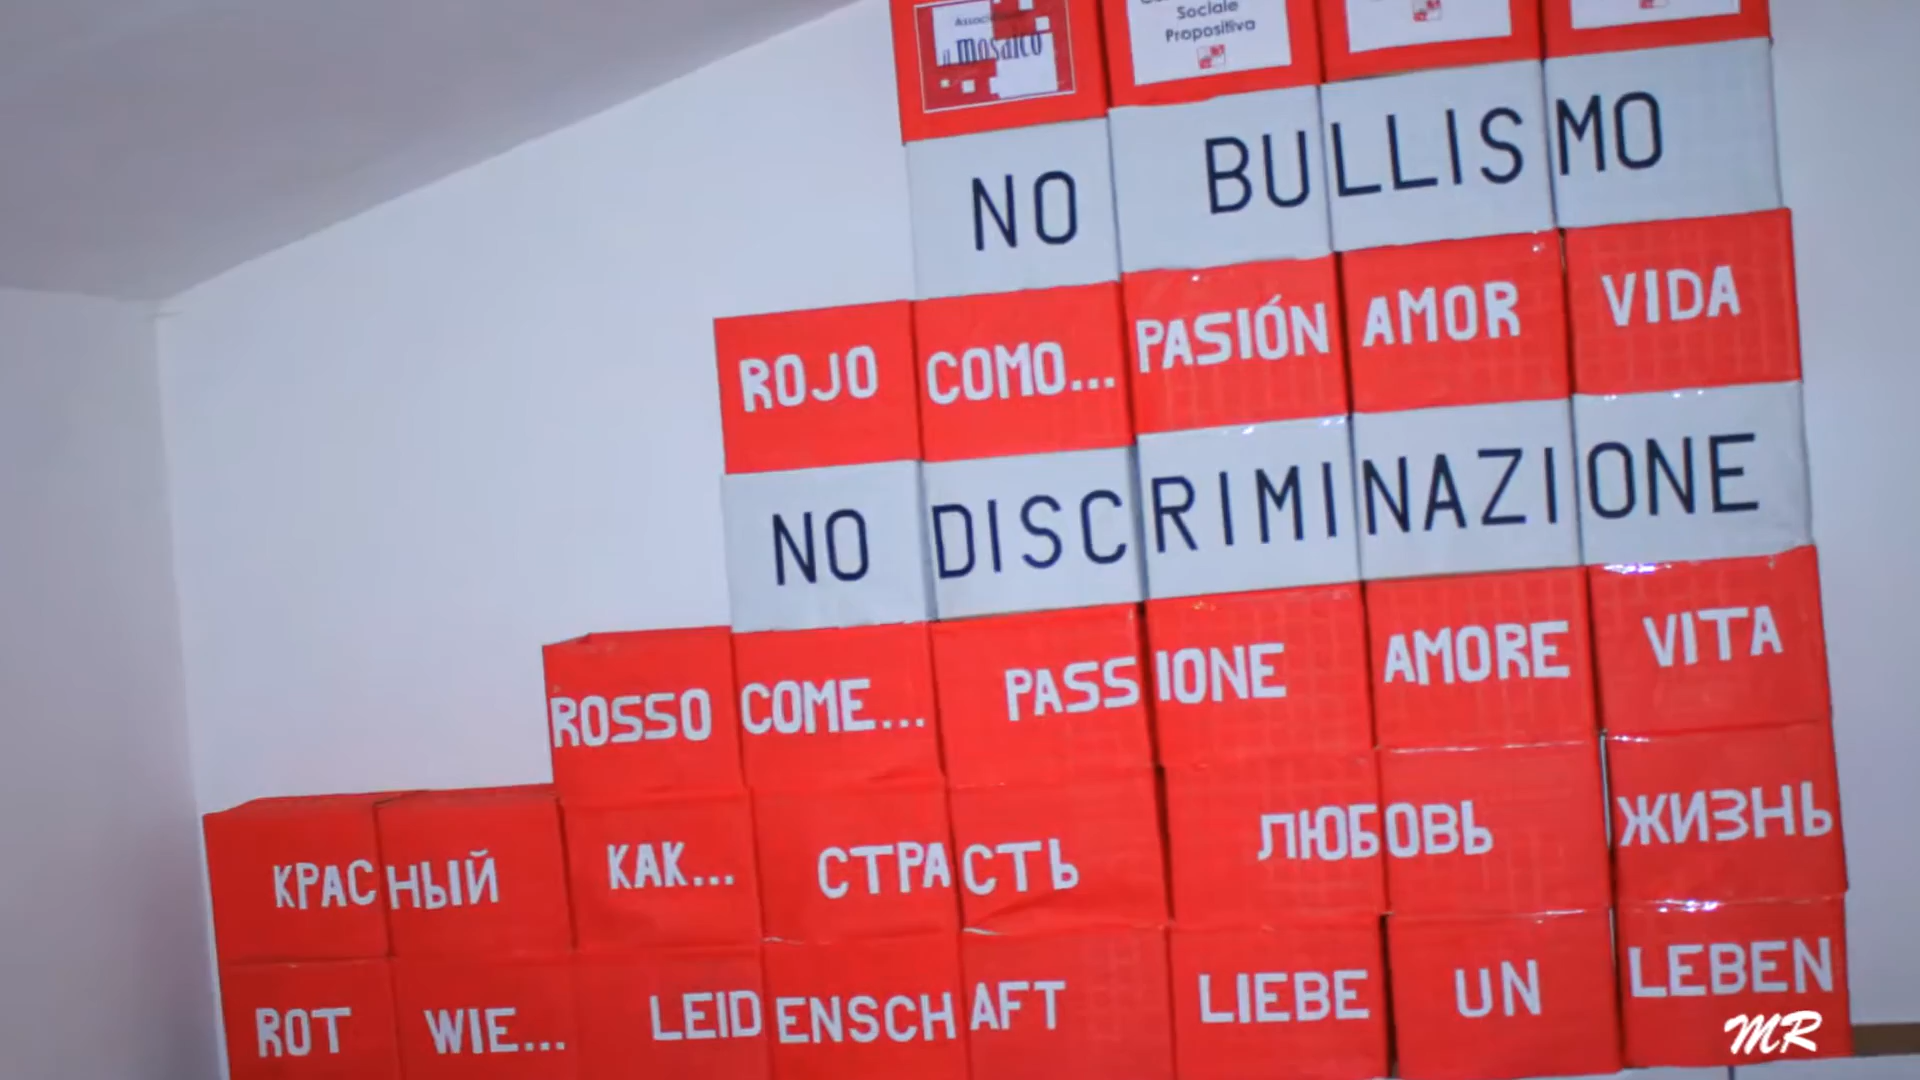 il mosaico
Sociale
Propositiva
NO BULLISMO
ROJO COMO... PASIÓN AMOR VIDA
NO DISCRIMINAZIONE
ROSSO COME... PASSIONE AMORE VITA
КРАСНЫЙ КАК... СТРАСТЬ ЛЮБОВЬ ЖИЗНЬ
ROT WIE... LEIDENSCHAFT LIEBE UN LEBEN
MR